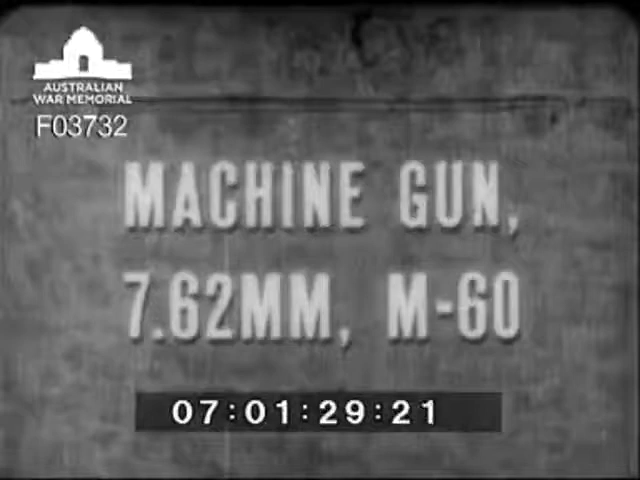 AUSTRALIAN
WAR MEMORIAL
F03732
MACHINE GUN,
7.62MM, M-60
07:01:29:21